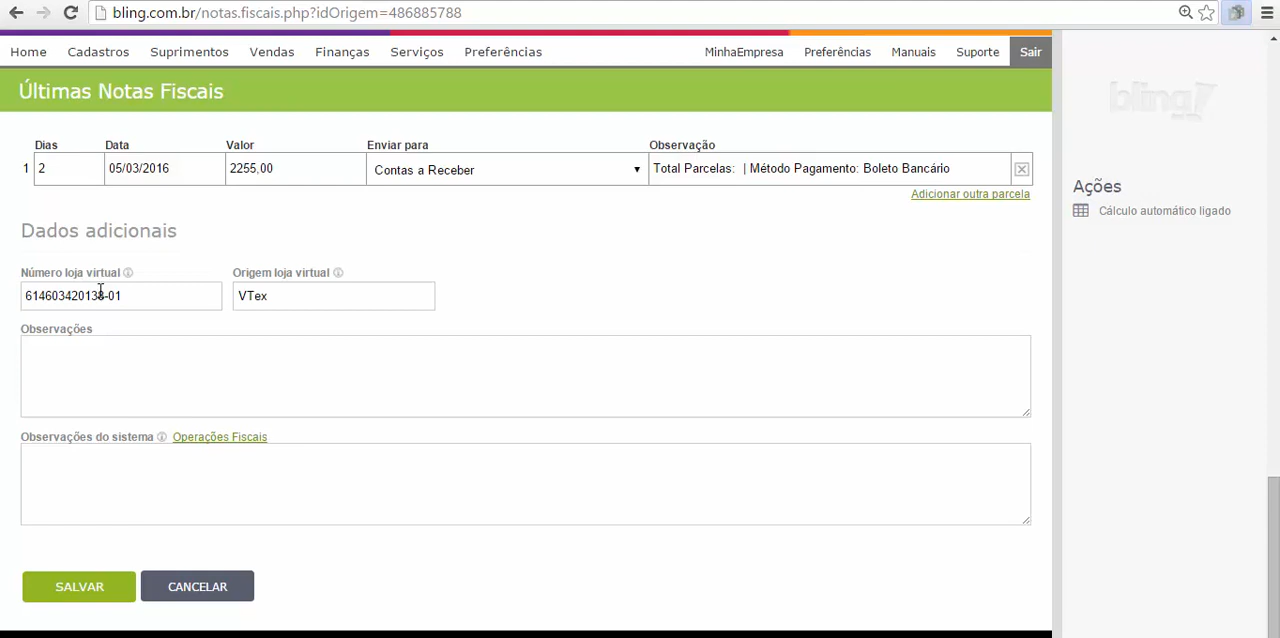 bling.com.br/notas.fiscais.php?idOrigem=486885788
Home Cadastros Suprimentos Vendas Finanças Serviços Preferências MinhaEmpresa Preferências Manuais Suporte Sair
Últimas Notas Fiscais
bling!
Dias Data Valor Enviar para Observação
1 2 05/03/2016 2255,00 Contas a Receber Total Parcelas: | Método Pagamento: Boleto Bancário
Adicionar outra parcela
Ações
Cálculo automático ligado
Dados adicionais
Número loja virtual Origem loja virtual
614603420138-01 VTex
Observações
Observações do sistema Operações Fiscais
SALVAR CANCELAR